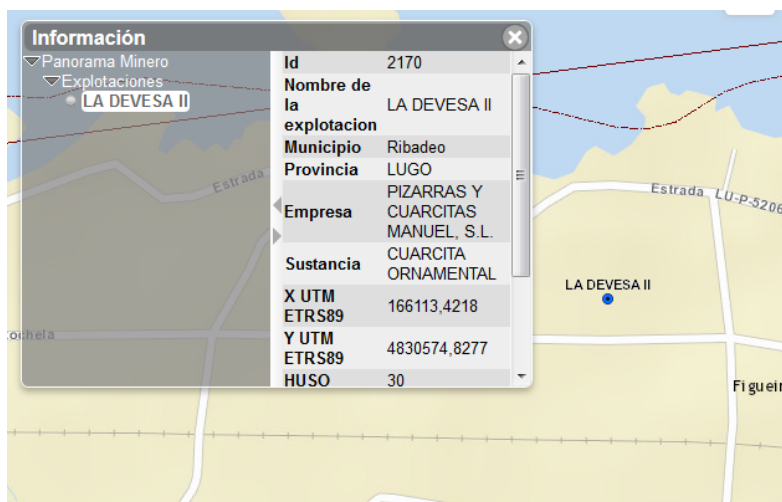 Información
Panorama Minero
Explotaciones
LA DEVESA II
Id 2170
Nombre de
la
explotacion
LA DEVESA II
Municipio Ribadeo
Provincia LUGO
Empresa
PIZARRAS Y
CUARCITAS
MANUEL, S.L.
Sustancia
CUARCITA
ORNAMENTAL
X UTM
ETRS89
166113,4218
Y UTM
ETRS89
4830574,8277
HUSO 30
Estrada
Estrada LU-P-5206
LA DEVESA II
ochela
Figueir